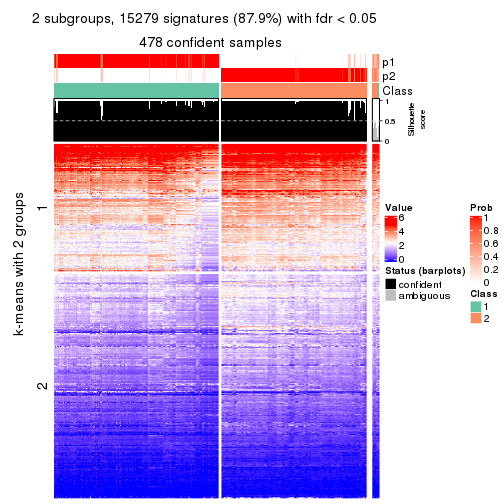 2 subgroups, 15279 signatures (87.9%) with fdr < 0.05
478 confident samples
p1
p2
Class
1
0.5
0
Silhouette
score
k-means with 2 groups
1
2
Value
6
4
2
0
Status (barplots)
confident
ambiguous
Prob
1
0.8
0.6
0.4
0.2
0
Class
1
2